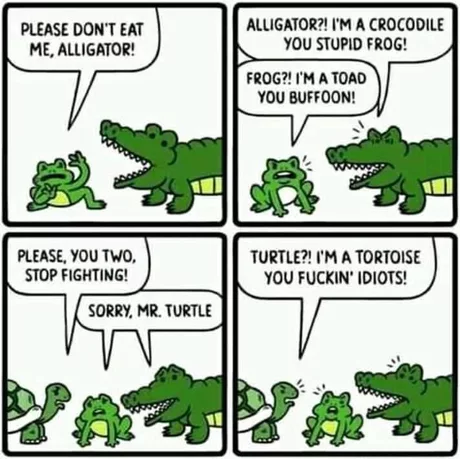 PLEASE DON'T EAT
ME, ALLIGATOR!
ALLIGATOR?! I'M A CROCODILE
YOU STUPID FROG!
FROG?! I'M A TOAD
YOU BUFFOON!
PLEASE, YOU TWO,
STOP FIGHTING!
SORRY, MR. TURTLE
TURTLE?! I'M A TORTOISE
YOU FUCKIN' IDIOTS!